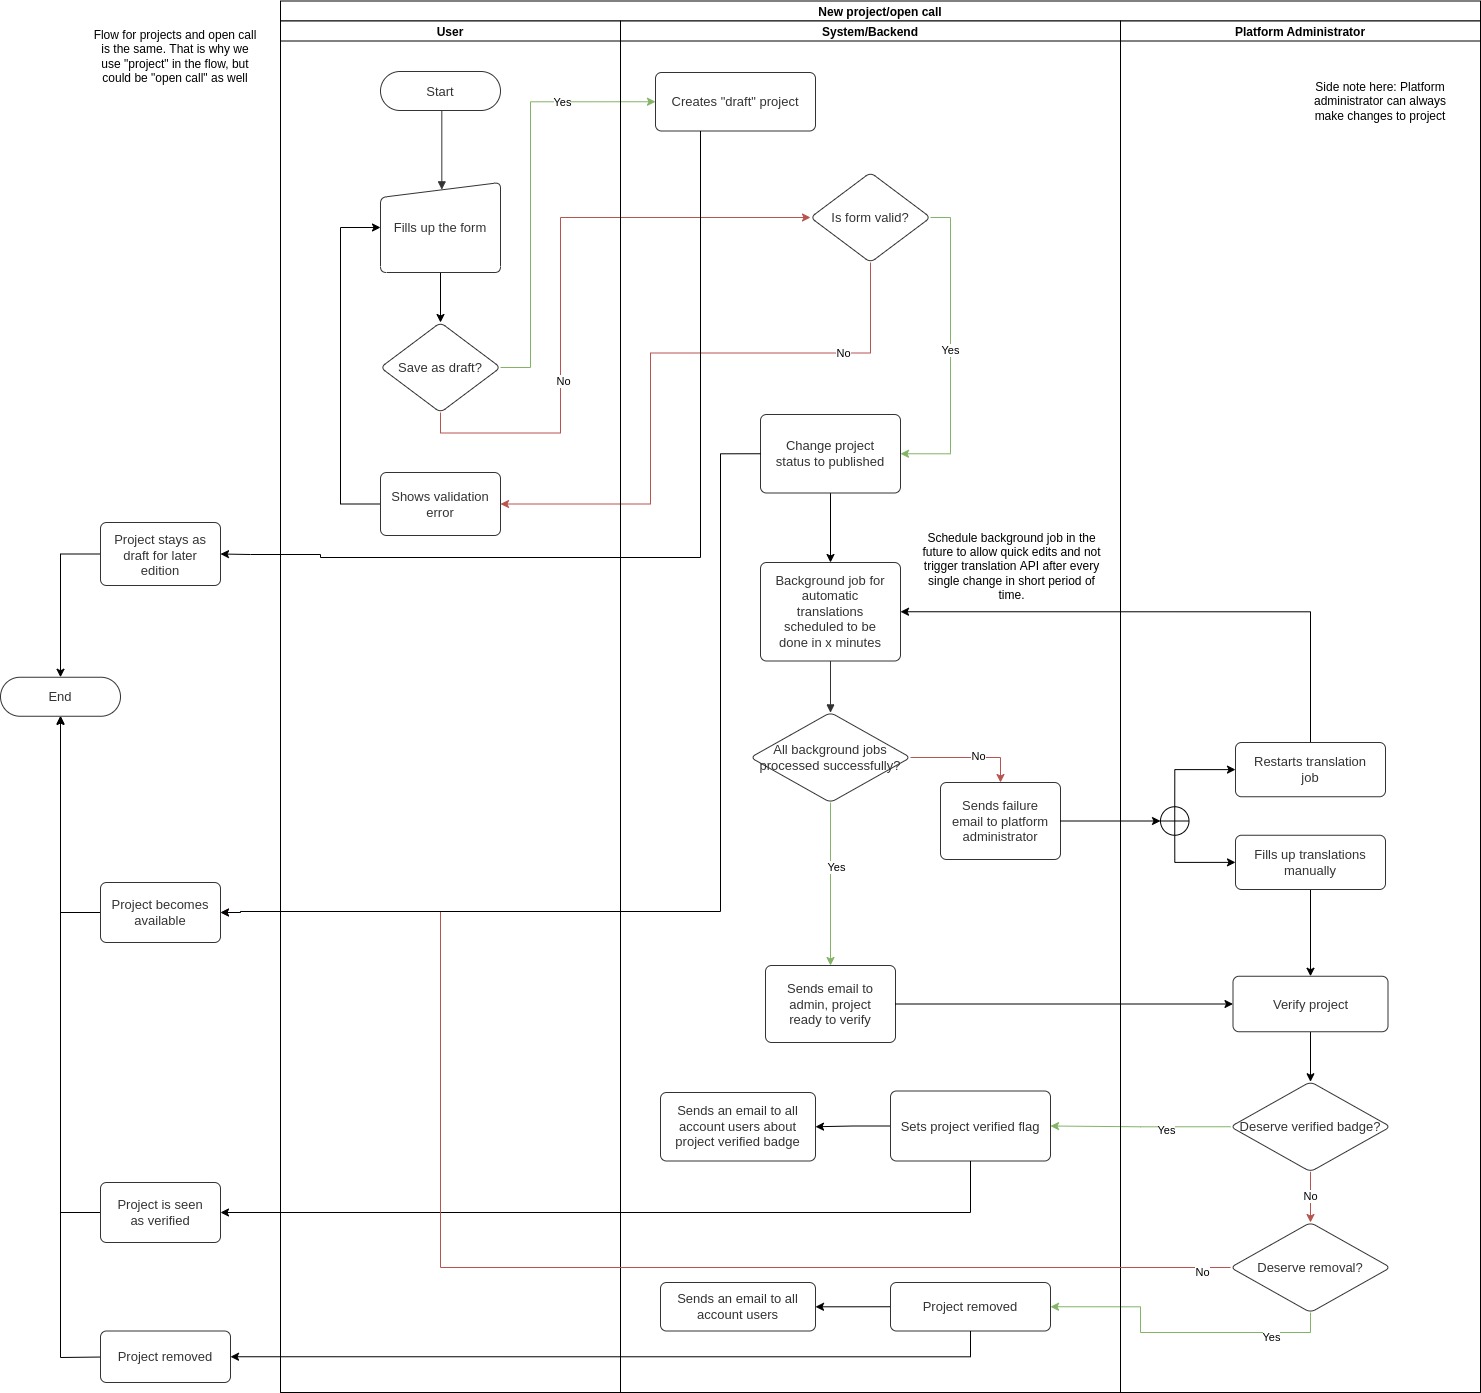 New project/open call
User
System/Backend
Platform Administrator
Flow for projects and open call
is the same. That is why we
use "project" in the flow, but
could be "open call" as well
Start
Yes
Creates "draft" project
Side note here: Platform
administrator can always
make changes to project
Fills up the form
Is form valid?
Save as draft?
No
No
Yes
Change project
status to published
Shows validation
error
Project stays as
draft for later
edition
Schedule background job in the
future to allow quick edits and not
trigger translation API after every
single change in short period of
time.
Background job for
automatic
translations
scheduled to be
done in x minutes
End
All background jobs
processed successfully?
No
Sends failure
email to platform
administrator
Restarts translation
job
Fills up translations
manually
Yes
Project becomes
available
Sends email to
admin, project
ready to verify
Verify project
Sends an email to all
account users about
project verified badge
Sets project verified flag
Yes
Deserve verified badge?
No
Project is seen
as verified
No
Deserve removal?
Sends an email to all
account users
Project removed
Yes
Project removed